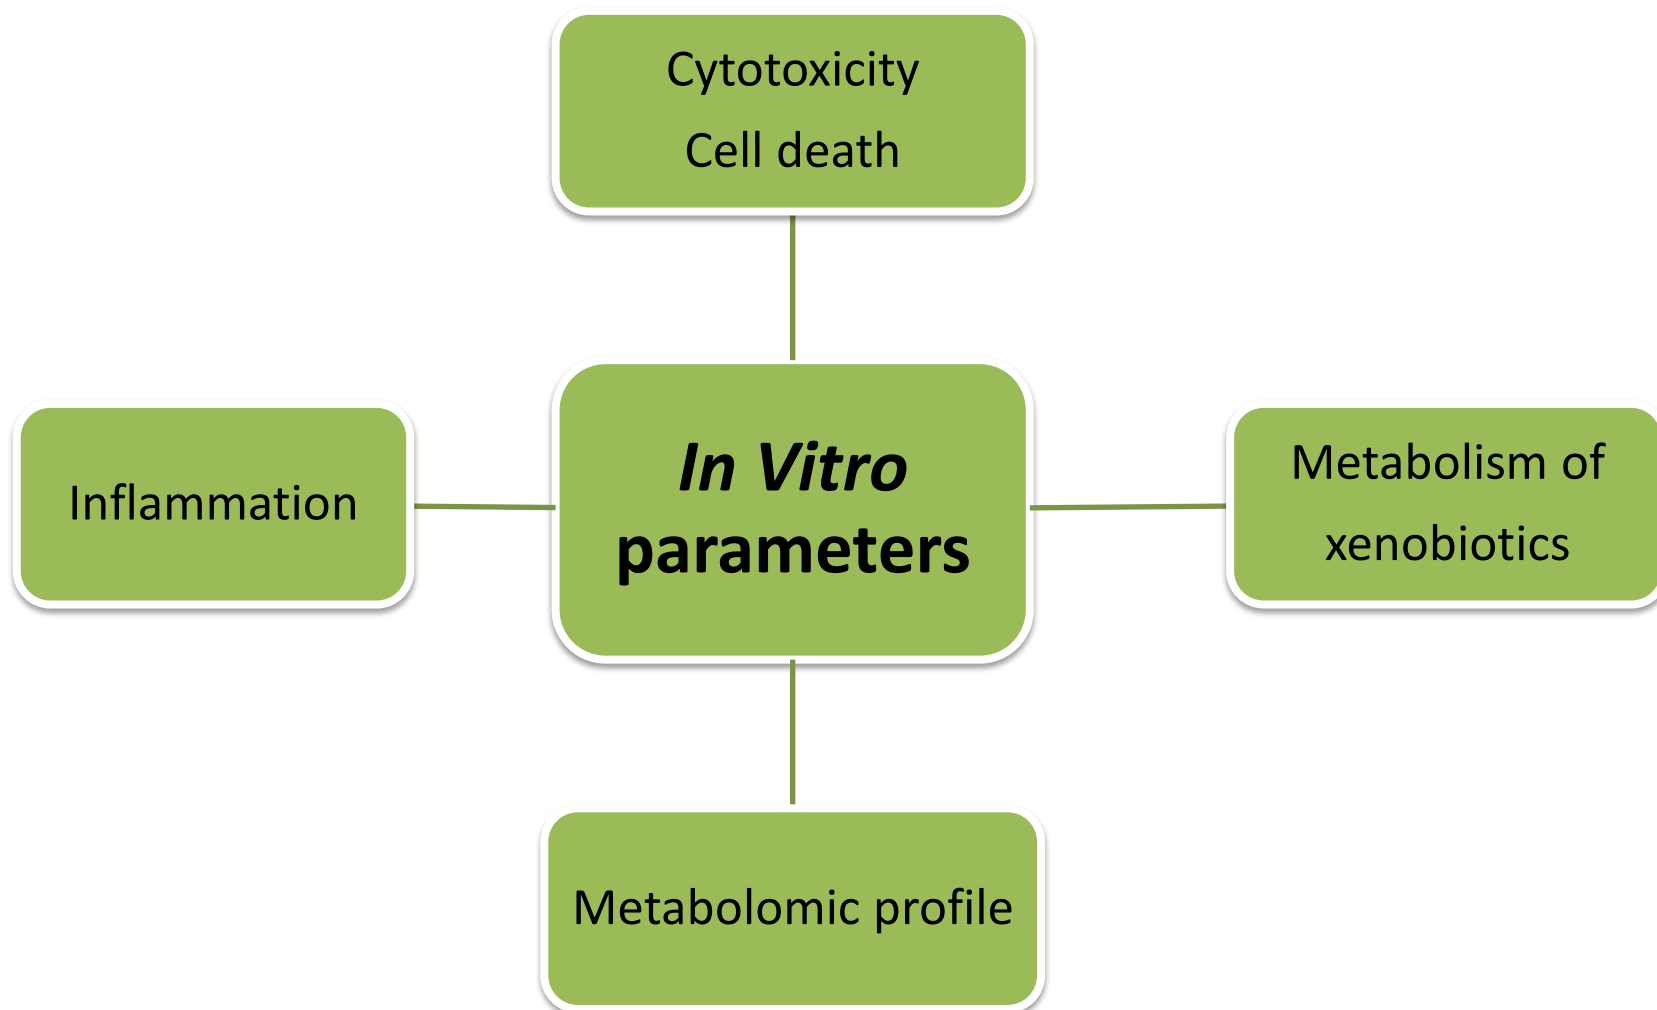 Cytotoxicity
Cell death
Inflammation
In Vitro
parameters
Metabolism of
xenobiotics
Metabolomic profile